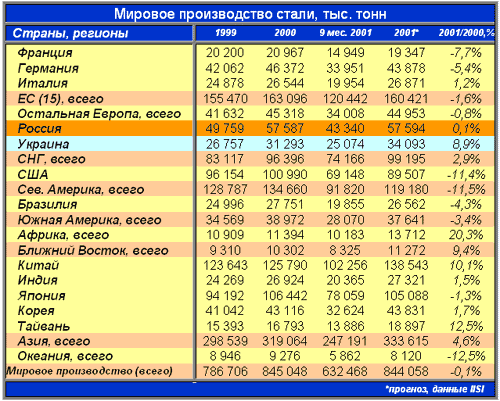 Мировое производство стали, тыс. тонн
Страны, регионы 1999 2000 9 мес. 2001 2001* 2001/2000,%
Франция 20 200 20 967 14 949 19 347 -7,7%
Германия 42 062 46 372 33 951 43 878 -5,4%
Италия 24 878 26 544 19 954 26 871 1,2%
ЕС (15), всего 155 470 163 096 120 442 160 421 -1,6%
Остальная Европа, всего 41 632 45 318 34 008 44 953 -0,8%
Россия 49 759 57 587 43 340 57 594 0,1%
Украина 26 757 31 293 25 074 34 093 8,9%
СНГ, всего 83 117 96 396 74 166 99 195 2,9%
США 96 154 100 990 69 148 89 507 -11,4%
Сев. Америка, всего 128 787 134 660 91 820 119 180 -11,5%
Бразилия 24 996 27 751 19 855 26 562 -4,3%
Южная Америка, всего 34 569 38 972 28 070 37 641 -3,4%
Африка, всего 10 909 11 394 10 183 13 712 20,3%
Ближний Восток, всего 9 310 10 302 8 325 11 272 9,4%
Китай 123 643 125 790 102 256 138 543 10,1%
Индия 24 269 26 924 20 365 27 321 1,5%
Япония 94 192 106 442 78 059 105 088 -1,3%
Корея 41 042 43 116 32 624 43 831 1,7%
Тайвань 15 393 16 793 13 886 18 897 12,5%
Азия, всего 298 539 319 064 247 191 333 615 4,6%
Океания, всего 8 946 9 276 5 862 8 120 -12,5%
Мировое производство (всего) 786 706 845 048 632 468 844 058 -0,1%
*прогноз, данные IISI